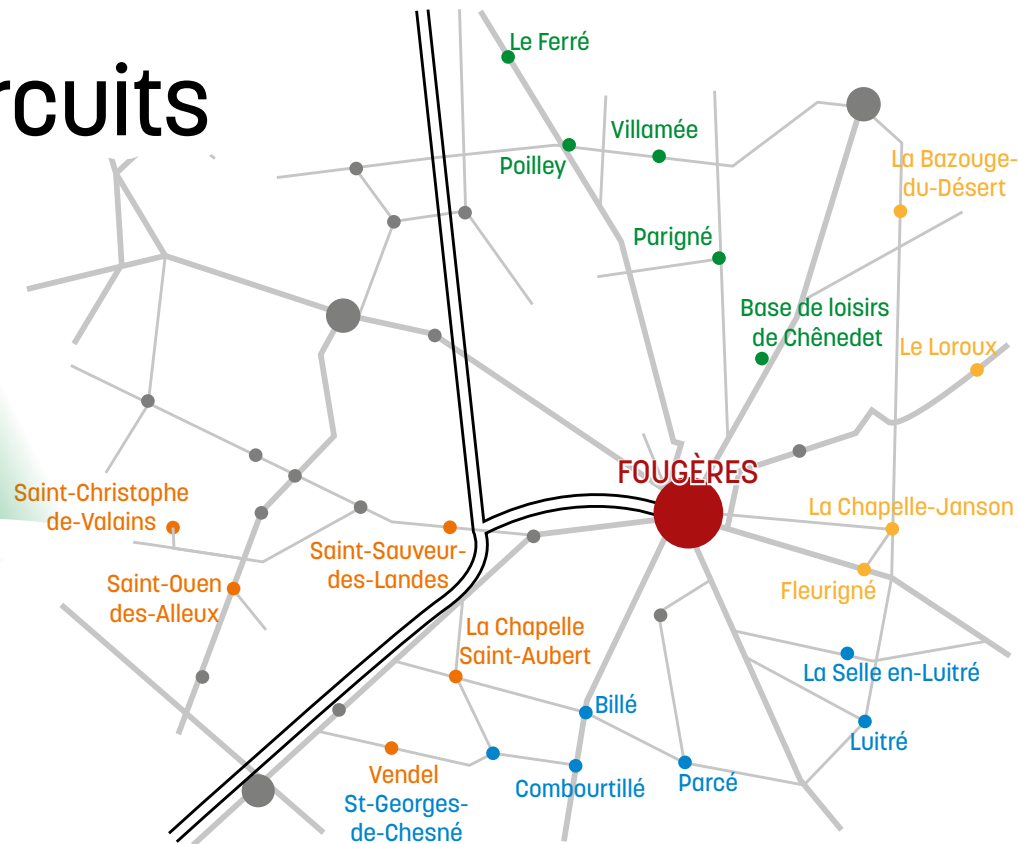 rcuits
Le Ferré
Villamée
Poilley
La Bazouge-
du-Désert
Parigné
Base de loisirs
de Chênedet
Le Loroux
FOUGÈRES
Saint-Christophe
de-Valains
La Chapelle-Janson
Saint-Sauveur-
des-Landes
Saint-Ouen
des-Alleux
Fleurigné
La Chapelle
Saint-Aubert
La Selle en-Luitré
Billé
Luitré
Vendel
Combourtillé
Parcé
St-Georges-
de-Chesné